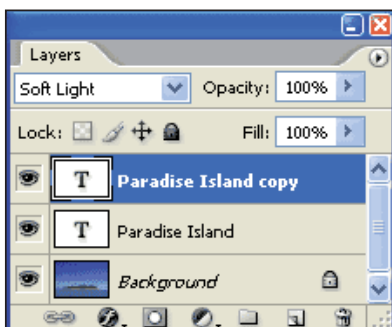 Layers
Soft Light Opacity: 100%
Lock: Fill: 100%
T Paradise Island copy
T Paradise Island
Background